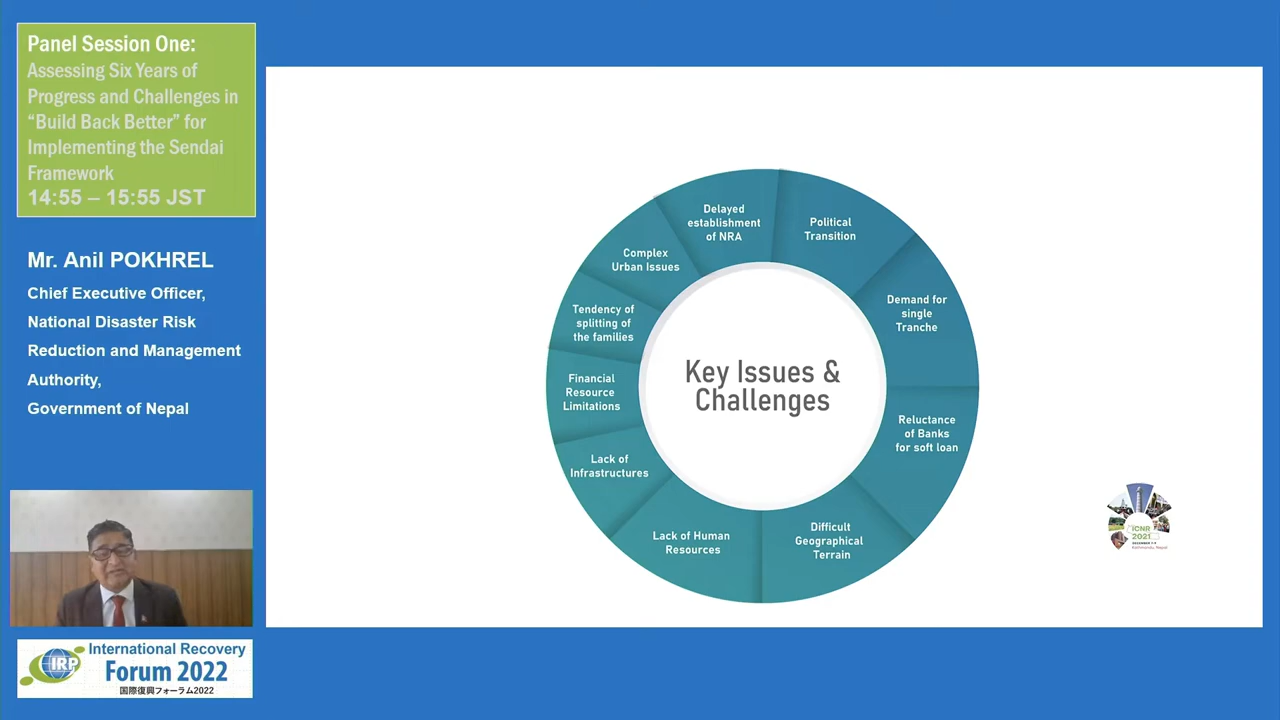 Panel Session One:
Assessing Six Years of
Progress and Challenges in
“Build Back Better” for
Implementing the Sendai
Framework
14:55 – 15:55 JST
Mr. Anil POKHREL
Chief Executive Officer,
National Disaster Risk
Reduction and Management
Authority,
Government of Nepal
IRP
International Recovery
Forum 2022
国際復興フォーラム2022
Key Issues &
Challenges
Political
Transition
Demand for
single
Tranche
Reluctance
of Banks
for soft loan
Difficult
Geographical
Terrain
Lack of Human
Resources
Lack of
Infrastructures
Financial
Resource
Limitations
Tendency of
splitting of
the families
Complex
Urban Issues
Delayed
establishment
of NRA
ICNR
2021
Kathmandu, Nepal